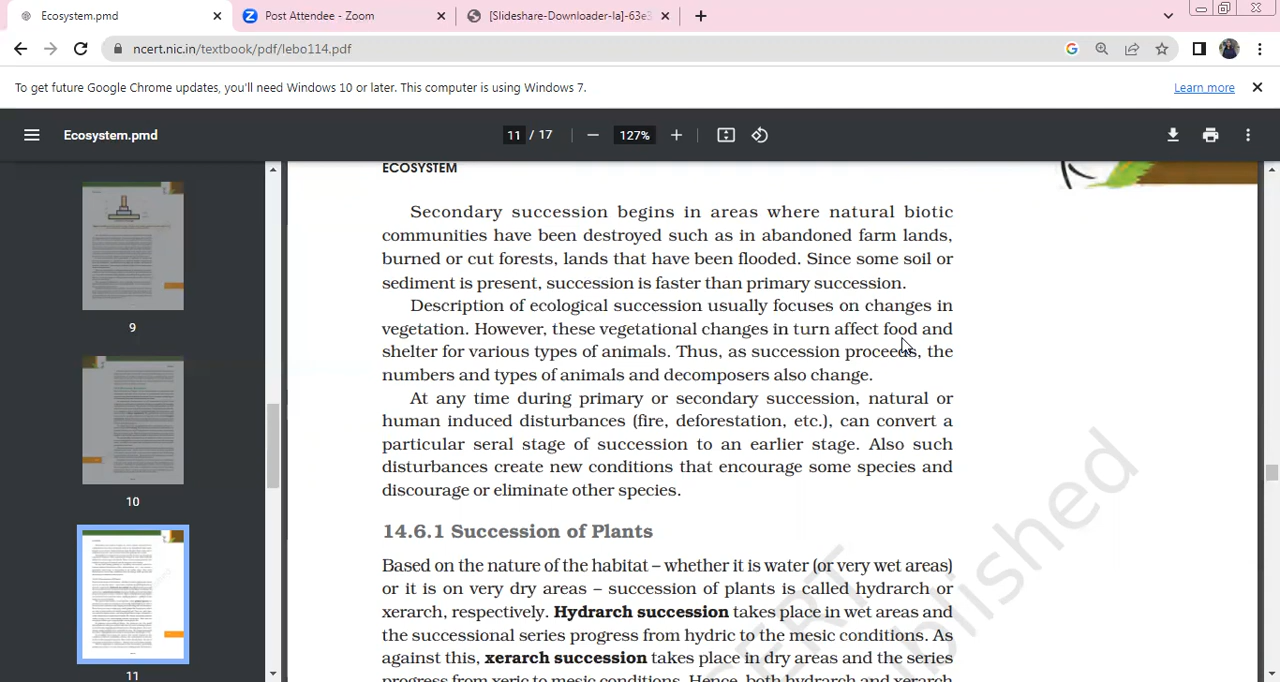 Ecosystem.pmd
Post Attendee - Zoom
[Slideshare-Downloader-la]-63e3
ncert.nic.in/textbook/pdf/lebo114.pdf
To get future Google Chrome updates, you'll need Windows 10 or later. This computer is using Windows 7.
Learn more
Ecosystem.pmd
11 / 17
127%
9
10
11
ECOSYSTEM
Secondary succession begins in areas where natural biotic
communities have been destroyed such as in abandoned farm lands,
burned or cut forests, lands that have been flooded. Since some soil or
sediment is present, succession is faster than primary succession.
Description of ecological succession usually focuses on changes in
vegetation. However, these vegetational changes in turn affect food and
shelter for various types of animals. Thus, as succession proceeds, the
numbers and types of animals and decomposers also change.
At any time during primary or secondary succession, natural or
human induced disturbances (fire, deforestation, etc.), can convert a
particular seral stage of succession to an earlier stage. Also such
disturbances create new conditions that encourage some species and
discourage or eliminate other species.
14.6.1 Succession of Plants
Based on the nature of the habitat – whether it is water (or very wet areas)
or it is on very dry areas – succession of plants is called hydrarch or
xerarch, respectively. Hydrarch succession takes place in wet areas and
the successional series progress from hydric to the mesic conditions. As
against this, xerarch succession takes place in dry areas and the series
progress from xeric to mesic conditions. Hence, both hydrarch and xerarch